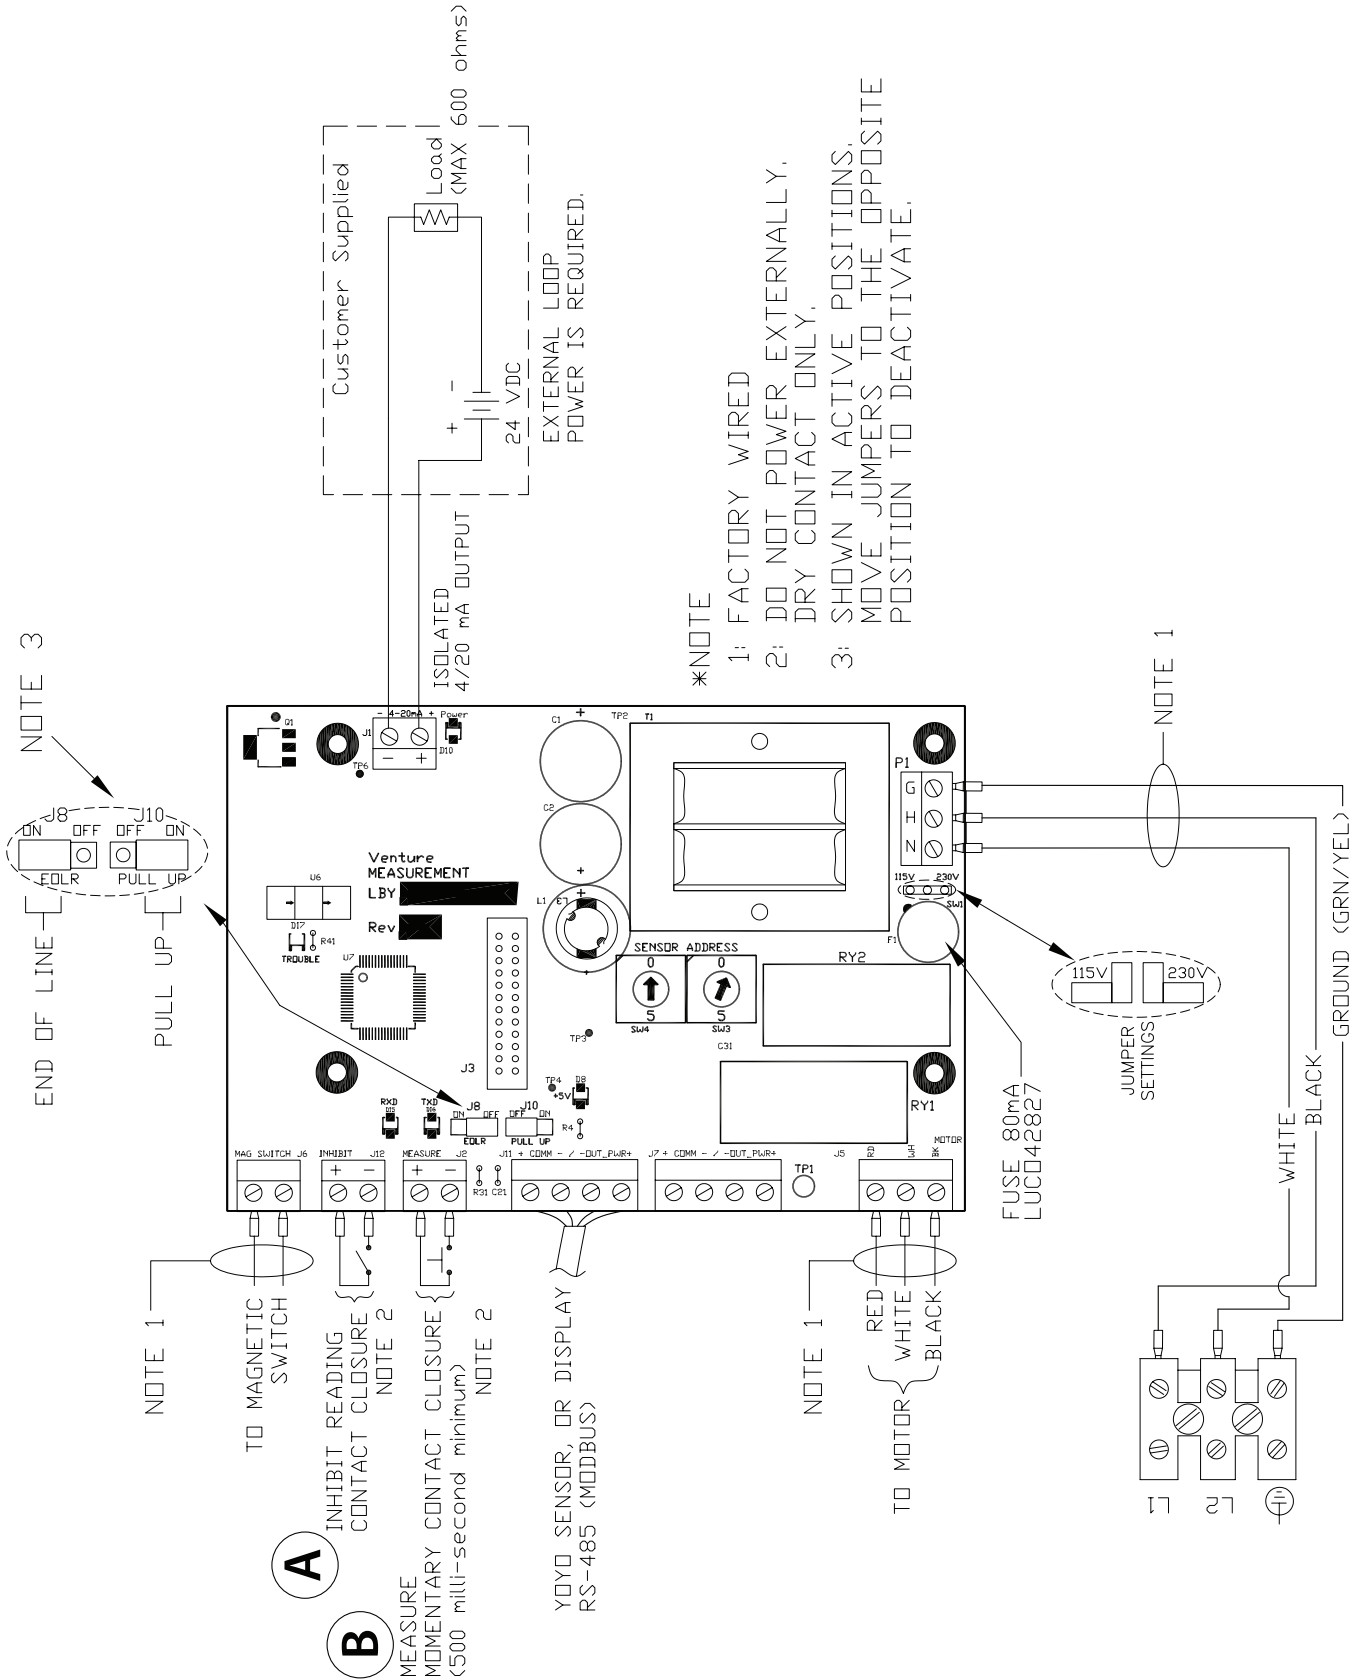 NOTE 3
J8
J10
ON
OFF
OFF
ON
EOLR
PULL UP
END OF LINE
PULL UP
Customer Supplied
Load
(MAX 600 ohms)
+
-
24 VDC
EXTERNAL LOOP
POWER IS REQUIRED.
ISOLATED
4/20 mA OUTPUT
*NOTE
1: FACTORY WIRED
2: DO NOT POWER EXTERNALLY.
DRY CONTACT ONLY.
3: SHOWN IN ACTIVE POSITIONS.
MOVE JUMPERS TO THE OPPOSITE
POSITION TO DEACTIVATE.
Q1
TP6
J1
- 4-20mA +
- +
Power
D10
C1
+
TP2
T1
C2
+
+
L1
E7
+
Venture
MEASUREMENT
LBY
Rev
U6
D17
R41
TROUBLE
U7
J3
SENSOR ADDRESS
0
5
SW4
0
5
SW3
C31
RY2
RY1
TP3
TP4
+5V
D8
R4
RXD
D15
TXD
D14
J8
ON
OFF
EOLR
J10
OFF
ON
PULL UP
P1
G
H
N
115V
230V
SW1
F1
MAG SWITCH J6
INHIBIT
J12
+ -
MEASURE
J2
+ -
R31
C21
J11 + COMM - / -OUT_PWR+
J7 + COMM - / -OUT_PWR+
TP1
J5
RD
WH
BK
MOTOR
NOTE 1
TO MAGNETIC
SWITCH
A
INHIBIT READING
CONTACT CLOSURE
NOTE 2
B
MEASURE
MOMENTARY CONTACT CLOSURE
(500 milli-second minimum)
NOTE 2
YOYO SENSOR, OR DISPLAY
RS-485 (MODBUS)
NOTE 1
RED
WHITE
BLACK
TO MOTOR
FUSE 80mA
LUC042827
115V
230V
JUMPER
SETTINGS
NOTE 1
GROUND (GRN/YEL)
BLACK
WHITE
L1
L2